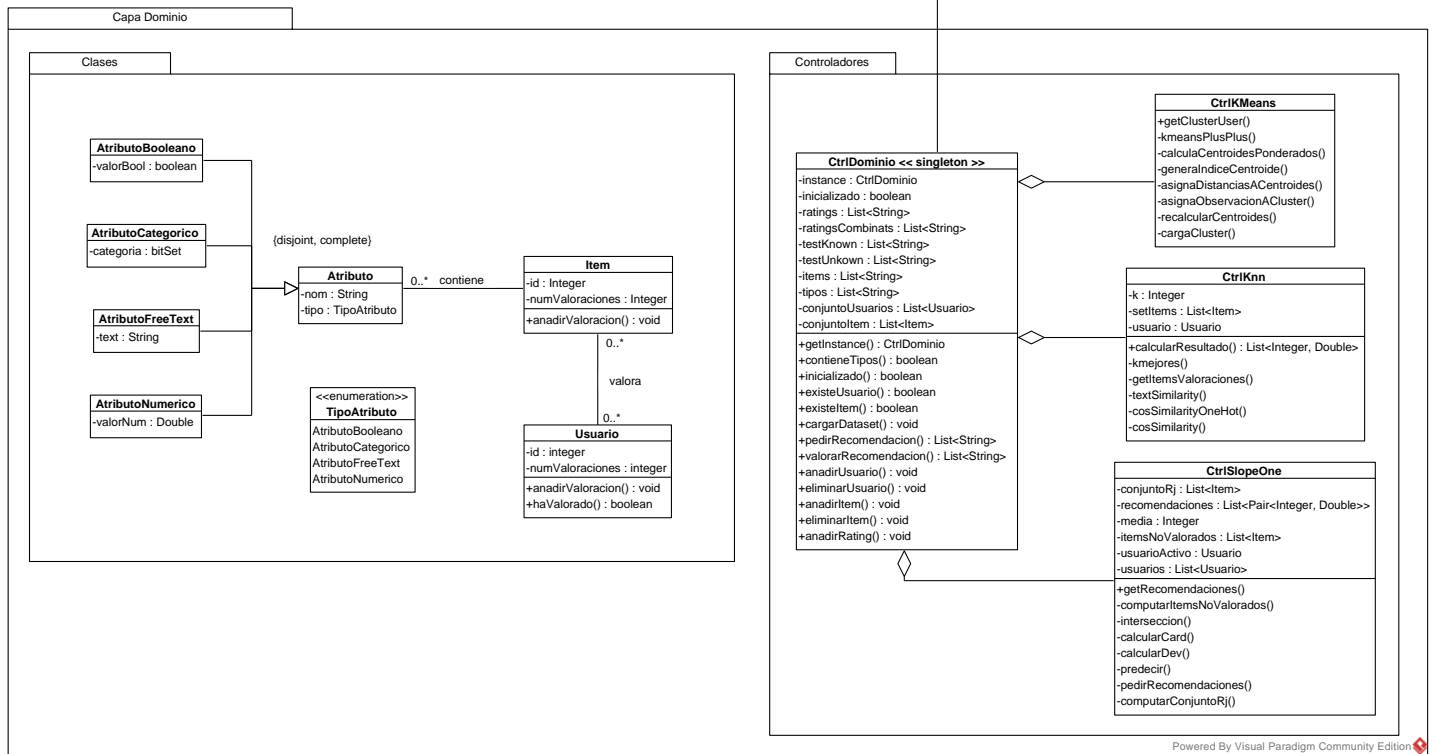 Capa Dominio
Clases
AtributoBooleano
-valorBool : boolean
AtributoCategorico
-categoria : bitSet
AtributoFreeText
-text : String
AtributoNumerico
-valorNum : Double
{disjoint, complete}
Atributo
-nom : String
-tipo : TipoAtributo
0..*
contiene
Item
-id : Integer
-numValoraciones : Integer
+anadirValoracion() : void
0..*
valora
0..*
Usuario
-id : integer
-numValoraciones : integer
+anadirValoracion() : void
+haValorado() : boolean
<<enumeration>>
TipoAtributo
AtributoBooleano
AtributoCategorico
AtributoFreeText
AtributoNumerico
Controladores
CtrlDominio << singleton >>
-instance : CtrlDominio
-inicializado : boolean
-ratings : List<String>
-ratingsCombinats : List<String>
-testKnown : List<String>
-testUnkown : List<String>
-items : List<String>
-tipos : List<String>
-conjuntoUsuarios : List<Usuario>
-conjuntoItem : List<Item>
+getInstance() : CtrlDominio
+contieneTipos() : boolean
+inicializado() : boolean
+existeUsuario() : boolean
+existeItem() : boolean
+cargarDataset() : void
+pedirRecomendacion() : List<String>
+valorarRecomendacion() : List<String>
+anadirUsuario() : void
+eliminarUsuario() : void
+anadirItem() : void
+eliminarItem() : void
+anadirRating() : void
CtrlKMeans
+getClusterUser()
-kmeansPlusPlus()
-calculaCentroidesPonderados()
-generaIndiceCentroide()
-asignaDistanciasACentroides()
-asignaObservacionACluster()
-recalcularCentroides()
-cargaCluster()
CtrlKnn
-k : Integer
-setItems : List<Item>
-usuario : Usuario
+calcularResultado() : List<Integer, Double>
-kmejores()
-getItemsValoraciones()
-textSimilarity()
-cosSimilarityOneHot()
-cosSimilarity()
CtrlSlopeOne
-conjuntoRj : List<Item>
-recomendaciones : List<Pair<Integer, Double>>
-media : Integer
-itemsNoValorados : List<Item>
-usuarioActivo : Usuario
-usuarios : List<Usuario>
+getRecomendaciones()
-computarItemsNoValorados()
-interseccion()
-calcularCard()
-calcularDev()
-predecir()
-pedirRecomendaciones()
-computarConjuntoRj()
Powered By Visual Paradigm Community Edition